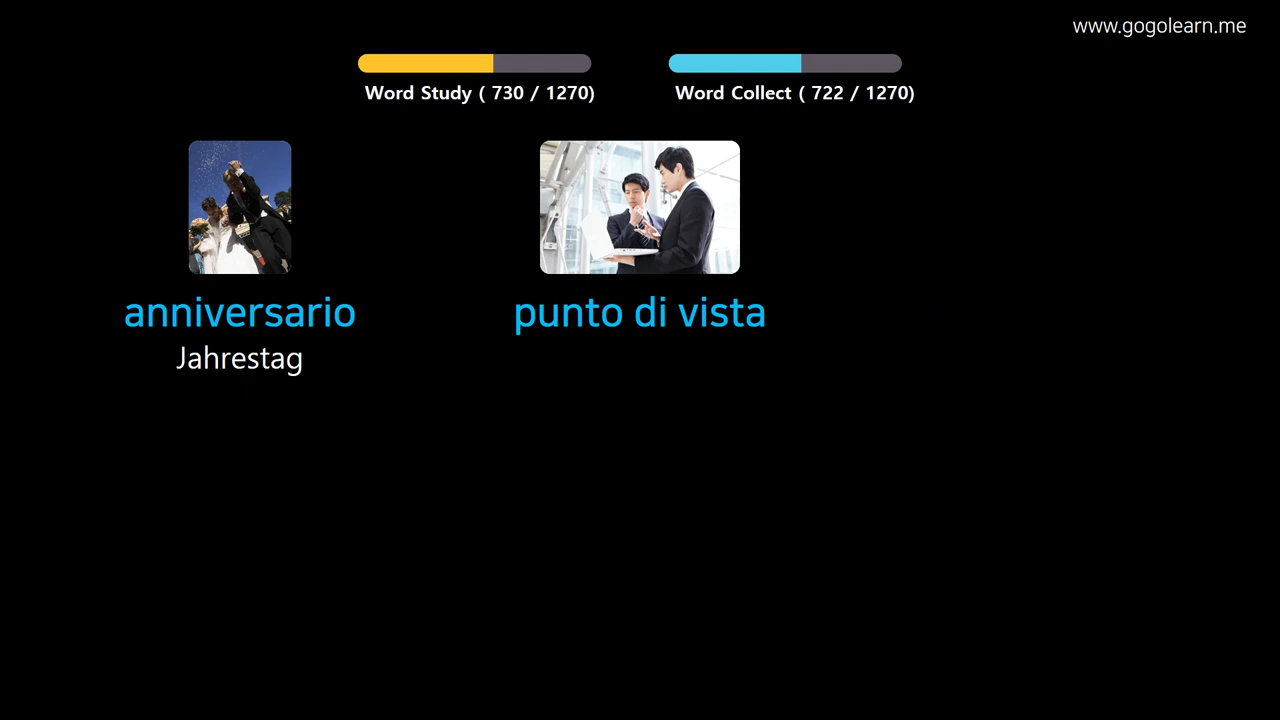 www.gogolearn.me
Word Study ( 730 / 1270)
Word Collect ( 722 / 1270)
anniversario
Jahrestag
punto di vista